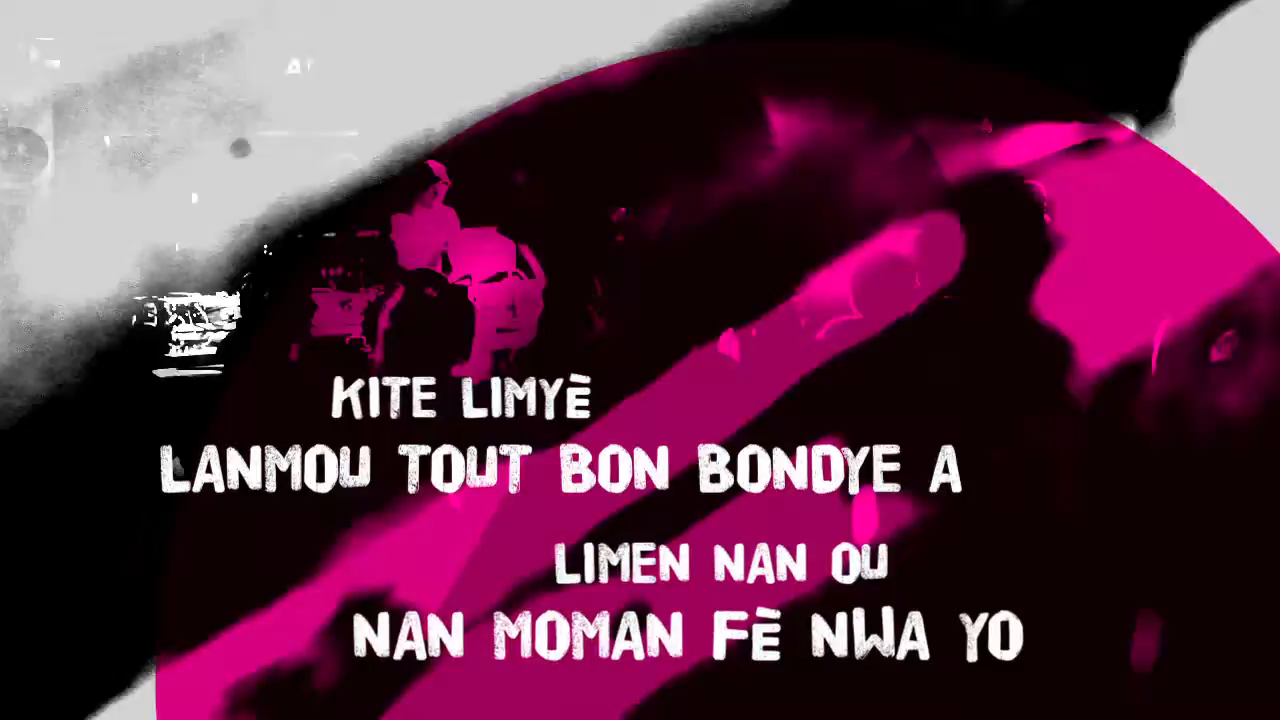 KITE LIMYÈ
LANMOU TOUT BON BONDYE A
LIMEN NAN OU
NAN MOMAN FÈ NWA YO